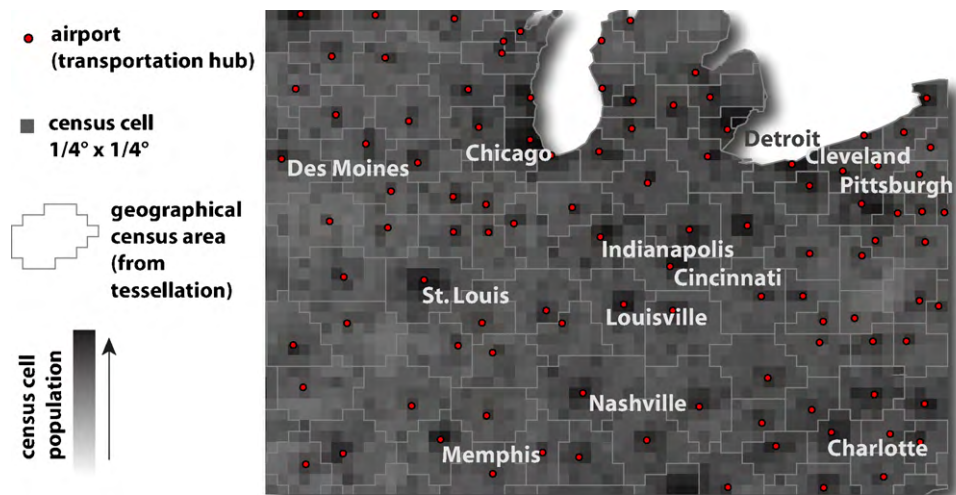 airport
(transportation hub)
census cell
1/4° x 1/4°
geographical
census area
(from
tessellation)
census cell
population
Detroit
Chicago
Cleveland
Des Moines
Pittsburgh
Indianapolis
Cincinnati
St. Louis
Louisville
Nashville
Memphis
Charlotte